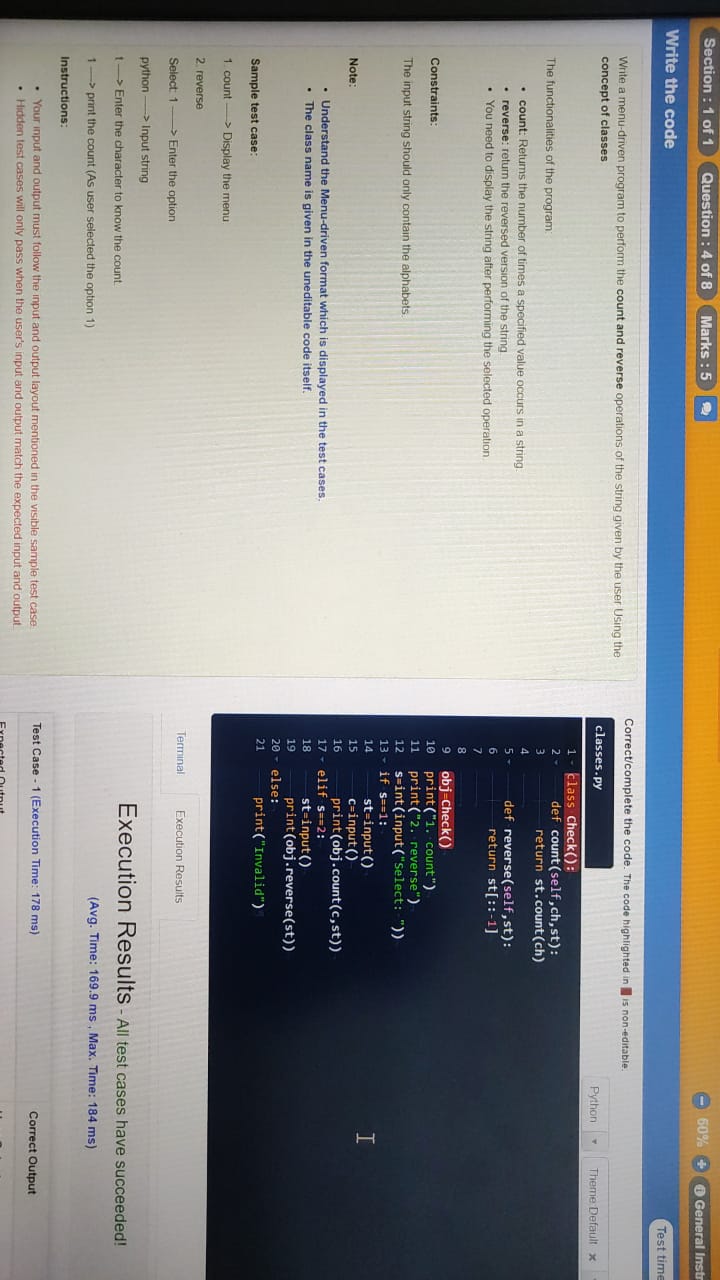 Section : 1 of 1 Question : 4 of 8 Marks : 5 60% General Inst
Write the code
Test time
Write a menu-driven program to perform the count and reverse operations of the string given by the user Using the
concept of classes
The functionalities of the program:
• count: Returns the number of times a specified value occurs in a string
• reverse: return the reversed version of the string
• You need to display the string after performing the selected operation.
Constraints:
The input string should only contain the alphabets.
Note:
• Understand the Menu-driven format which is displayed in the test cases.
• The class name is given in the uneditable code itself.
Sample test case:
1. count ----> Display the menu
2. reverse
Select: 1 ----> Enter the option
python ----> Input string
t ---> Enter the character to know the count.
1 ---> print the count (As user selected the option 1)
Instructions:
• Your input and output must follow the input and output layout mentioned in the visible sample test case.
• Hidden test cases will only pass when the user's input and output match the expected input and output.
Correct/complete the code. The code highlighted in is non-editable.
classes.py Python Theme:Default
1 class Check():
2 def count(self,ch,st):
3 return st.count(ch)
4
5 def reverse(self,st):
6 return st[::-1]
7
8
9 obj=Check()
10 print("1. count")
11 print("2. reverse")
12 s=int(input("Select: "))
13 if s==1:
14 st=input()
15 c=input()
16 print(obj.count(c,st))
17 elif s==2:
18 st=input()
19 print(obj.reverse(st))
20 else:
21 print("Invalid")
Terminal Execution Results
Execution Results - All test cases have succeeded!
(Avg. Time: 169.9 ms , Max. Time: 184 ms)
Test Case - 1 (Execution Time: 178 ms) Correct Output